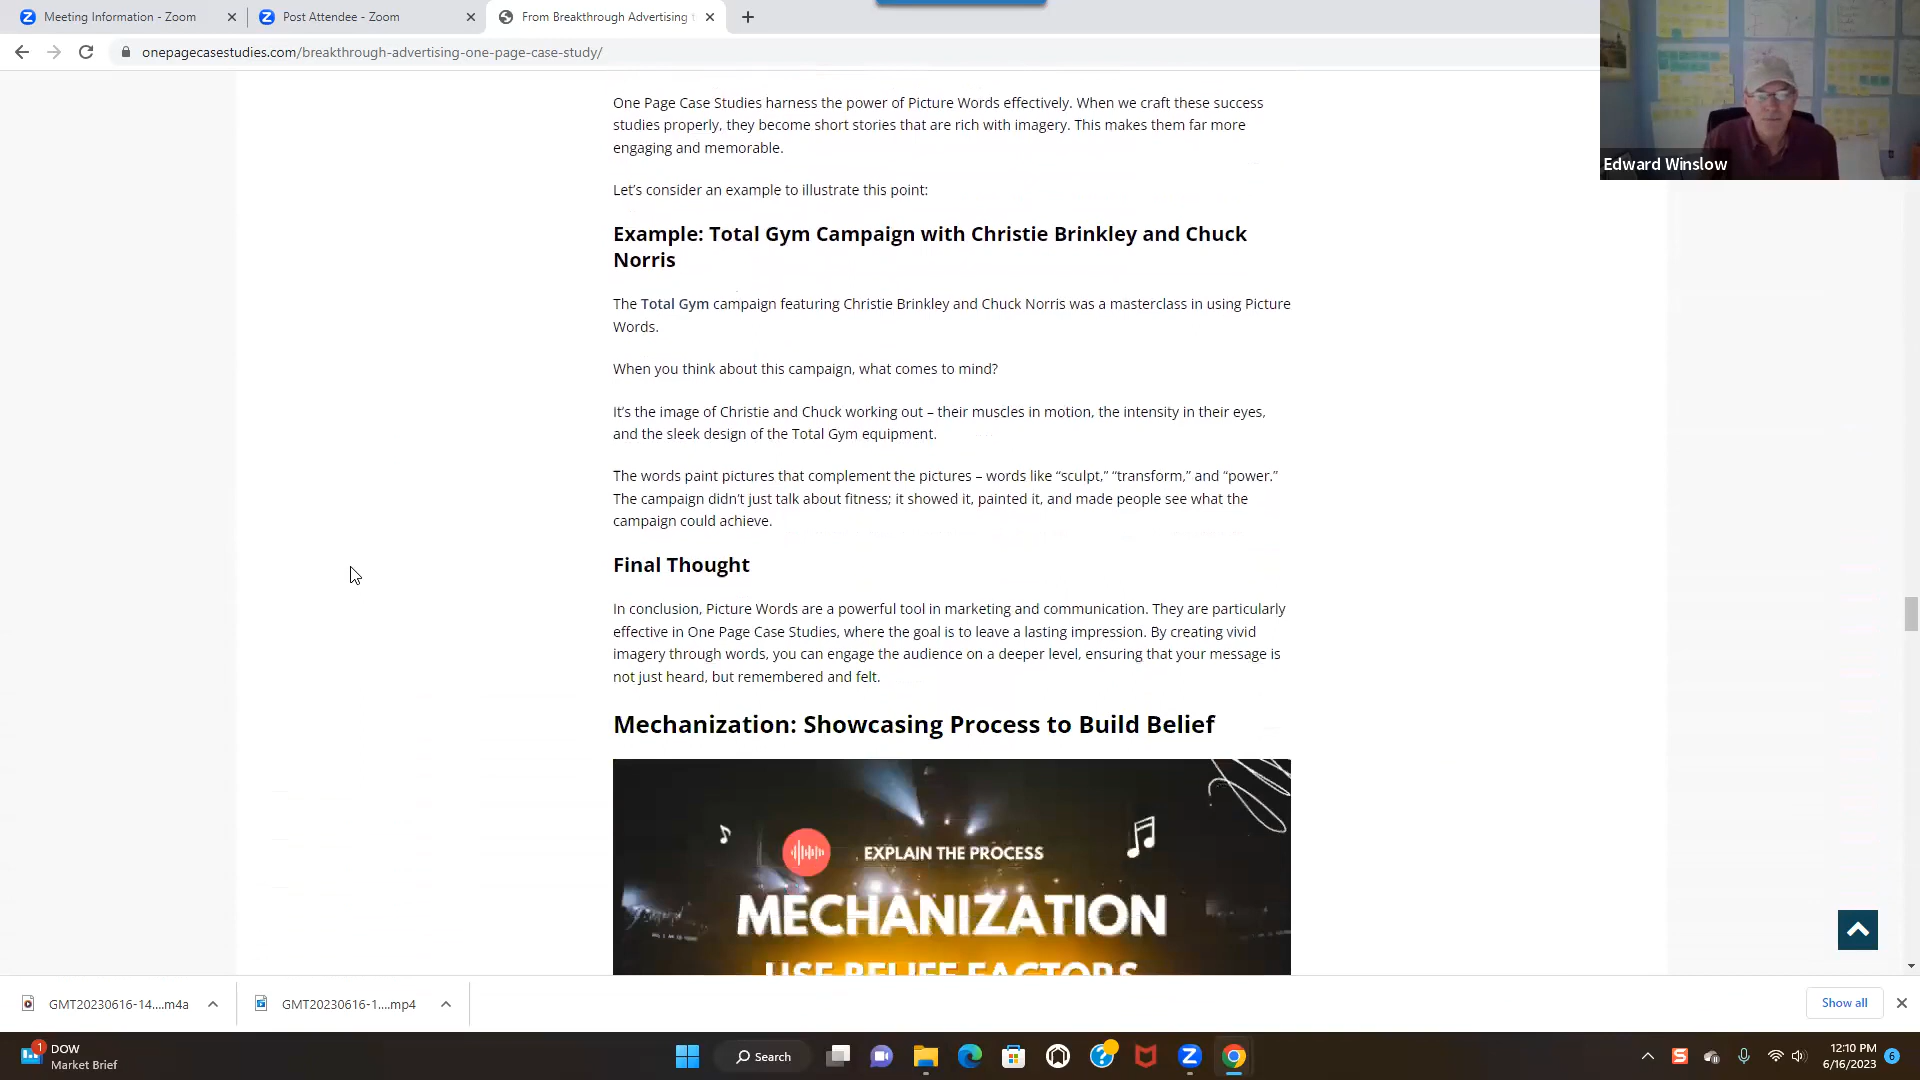 Meeting Information - Zoom
Post Attendee - Zoom
From Breakthrough Advertising t
onepagecasestudies.com/breakthrough-advertising-one-page-case-study/
Edward Winslow
One Page Case Studies harness the power of Picture Words effectively. When we craft these success
studies properly, they become short stories that are rich with imagery. This makes them far more
engaging and memorable.
Let’s consider an example to illustrate this point:
Example: Total Gym Campaign with Christie Brinkley and Chuck
Norris
The Total Gym campaign featuring Christie Brinkley and Chuck Norris was a masterclass in using Picture
Words.
When you think about this campaign, what comes to mind?
It’s the image of Christie and Chuck working out – their muscles in motion, the intensity in their eyes,
and the sleek design of the Total Gym equipment.
The words paint pictures that complement the pictures – words like “sculpt,” “transform,” and “power.”
The campaign didn’t just talk about fitness; it showed it, painted it, and made people see what the
campaign could achieve.
Final Thought
In conclusion, Picture Words are a powerful tool in marketing and communication. They are particularly
effective in One Page Case Studies, where the goal is to leave a lasting impression. By creating vivid
imagery through words, you can engage the audience on a deeper level, ensuring that your message is
not just heard, but remembered and felt.
Mechanization: Showcasing Process to Build Belief
EXPLAIN THE PROCESS
MECHANIZATION
USE BELIEF FACTORS
GMT20230616-14....m4a
GMT20230616-1....mp4
Show all
1
DOW
Market Brief
Search
12:10 PM
6/16/2023
6